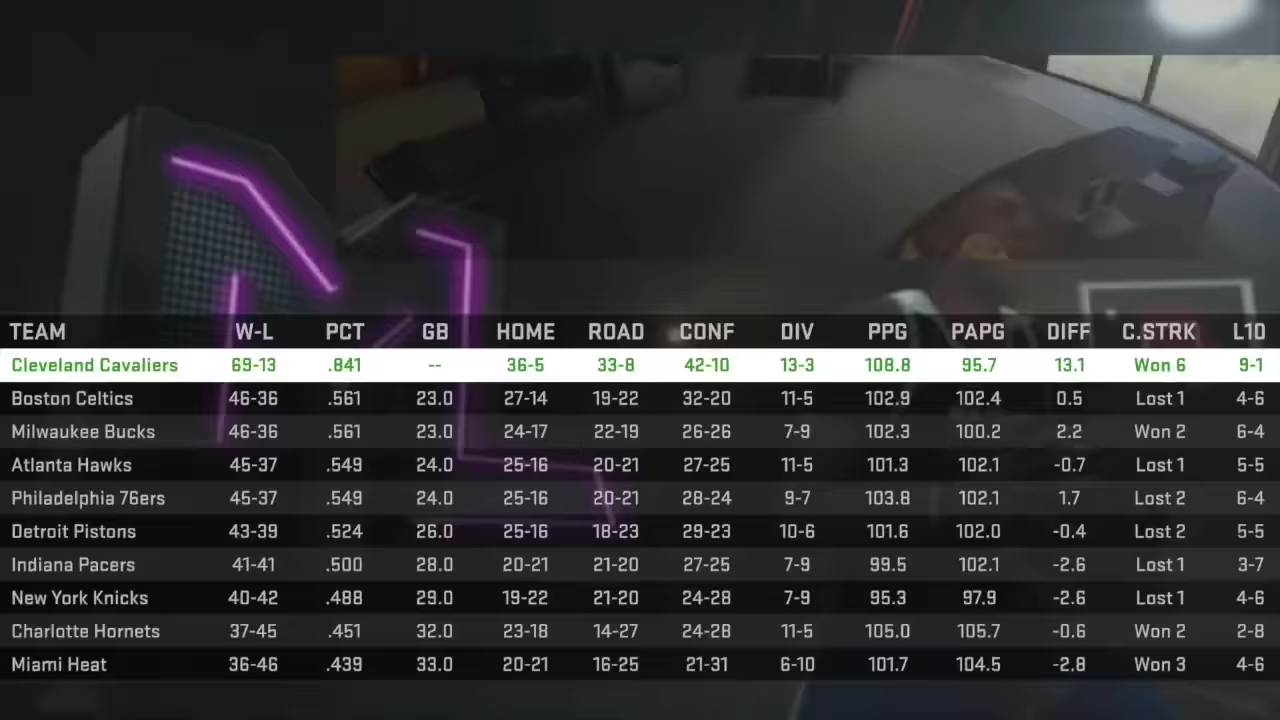 TEAM W-L PCT GB HOME ROAD CONF DIV PPG PAPG DIFF C.STRK L10
Cleveland Cavaliers 69-13 .841 -- 36-5 33-8 42-10 13-3 108.8 95.7 13.1 Won 6 9-1
Boston Celtics 46-36 .561 23.0 27-14 19-22 32-20 11-5 102.9 102.4 0.5 Lost 1 4-6
Milwaukee Bucks 46-36 .561 23.0 24-17 22-19 26-26 7-9 102.3 100.2 2.2 Won 2 6-4
Atlanta Hawks 45-37 .549 24.0 25-16 20-21 27-25 11-5 101.3 102.1 -0.7 Lost 1 5-5
Philadelphia 76ers 45-37 .549 24.0 25-16 20-21 28-24 9-7 103.8 102.1 1.7 Lost 2 6-4
Detroit Pistons 43-39 .524 26.0 25-16 18-23 29-23 10-6 101.6 102.0 -0.4 Lost 2 5-5
Indiana Pacers 41-41 .500 28.0 20-21 21-20 27-25 7-9 99.5 102.1 -2.6 Lost 1 3-7
New York Knicks 40-42 .488 29.0 19-22 21-20 24-28 7-9 95.3 97.9 -2.6 Lost 1 4-6
Charlotte Hornets 37-45 .451 32.0 23-18 14-27 24-28 11-5 105.0 105.7 -0.6 Won 2 2-8
Miami Heat 36-46 .439 33.0 20-21 16-25 21-31 6-10 101.7 104.5 -2.8 Won 3 4-6